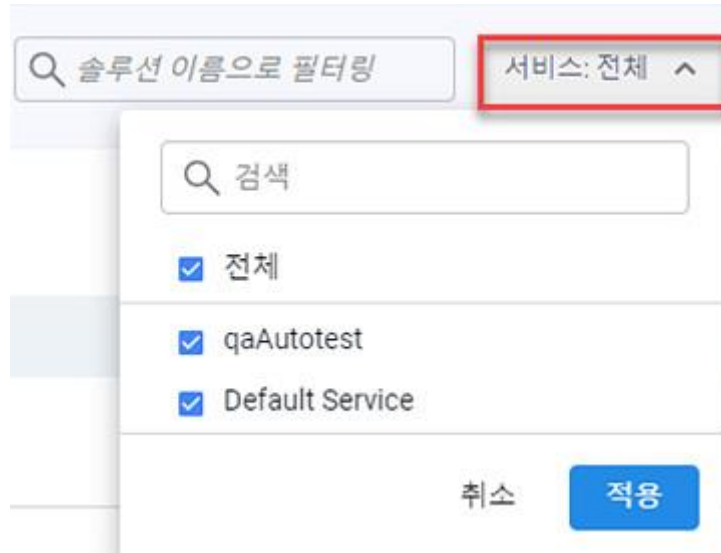 솔루션 이름으로 필터링 서비스: 전체
검색
전체
qaAutotest
Default Service
취소 적용